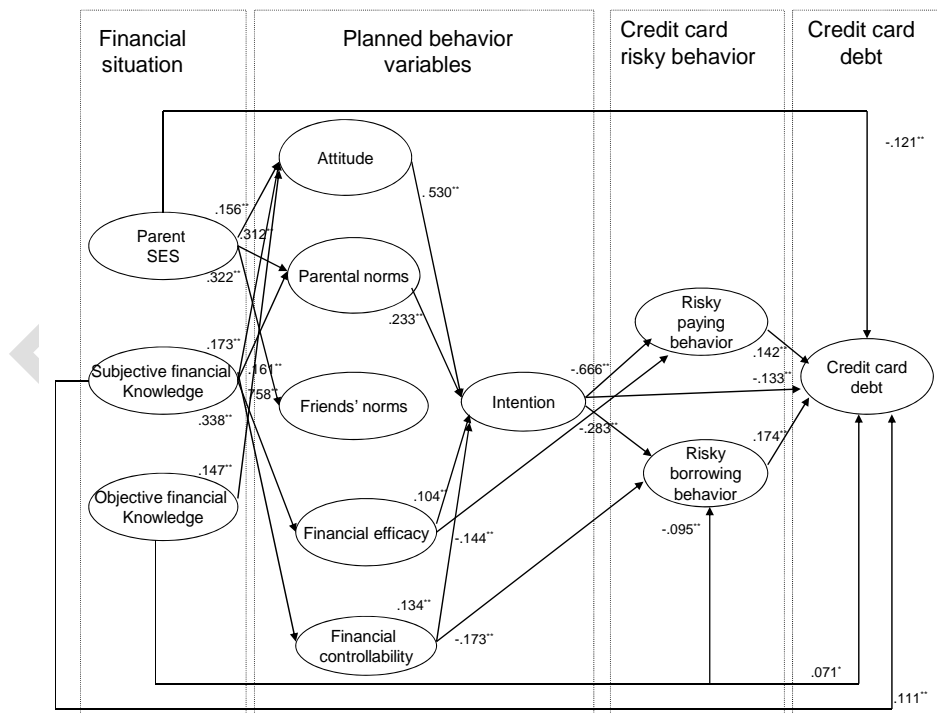 Financial
situation
Planned behavior
variables
Credit card
risky behavior
Credit card
debt
-.121**
Attitude
.530**
.156**
.312**
Parent
SES
.322**
Parental norms
.233**
Risky
paying
behavior
.173**
.161**
.758**
Subjective financial
Knowledge
.338**
Friends' norms
Intention
-.666**
.142**
-.133**
-.283**
Credit card
debt
.147**
Objective financial
Knowledge
.104**
Financial efficacy
-.144**
.174**
Risky
borrowing
behavior
-.095**
.134**
Financial
controllability
-.173**
.071*
.111**